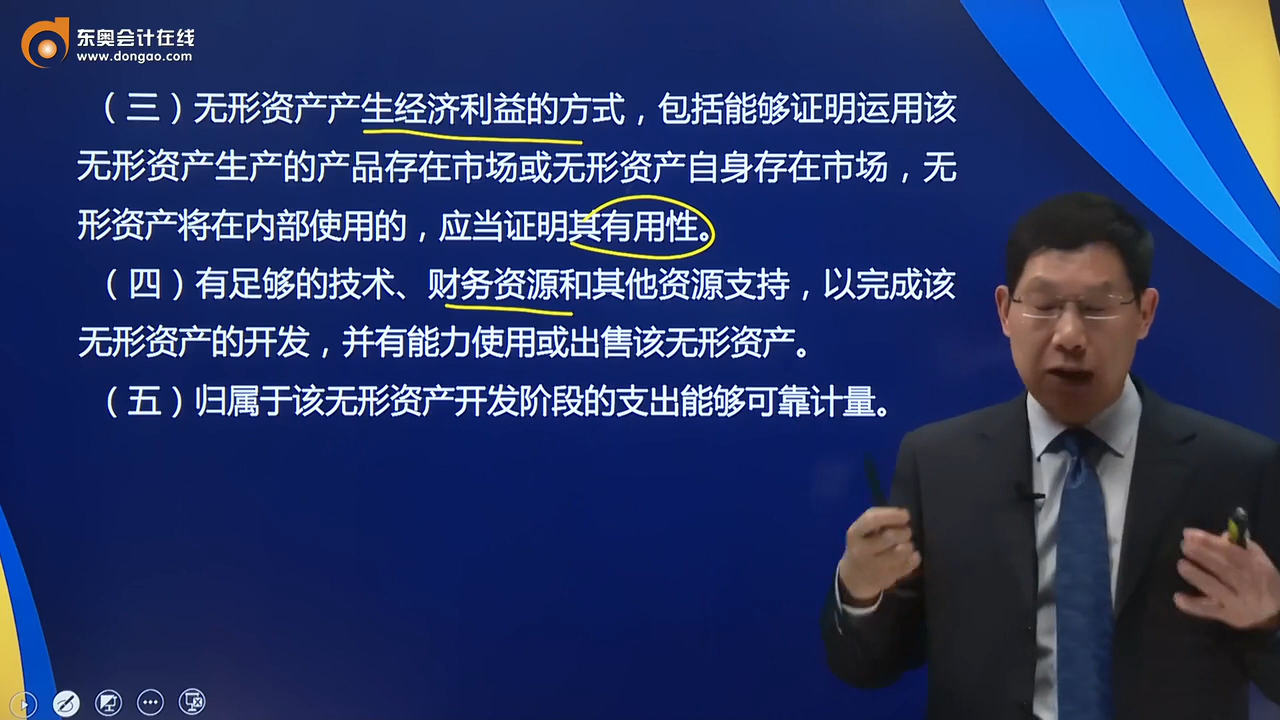 东奥会计在线
www.dongao.com
（三）无形资产产生经济利益的方式，包括能够证明运用该
无形资产生产的产品存在市场或无形资产自身存在市场，无
形资产将在内部使用的，应当证明其有用性。
（四）有足够的技术、财务资源和其他资源支持，以完成该
无形资产的开发，并有能力使用或出售该无形资产。
（五）归属于该无形资产开发阶段的支出能够可靠计量。